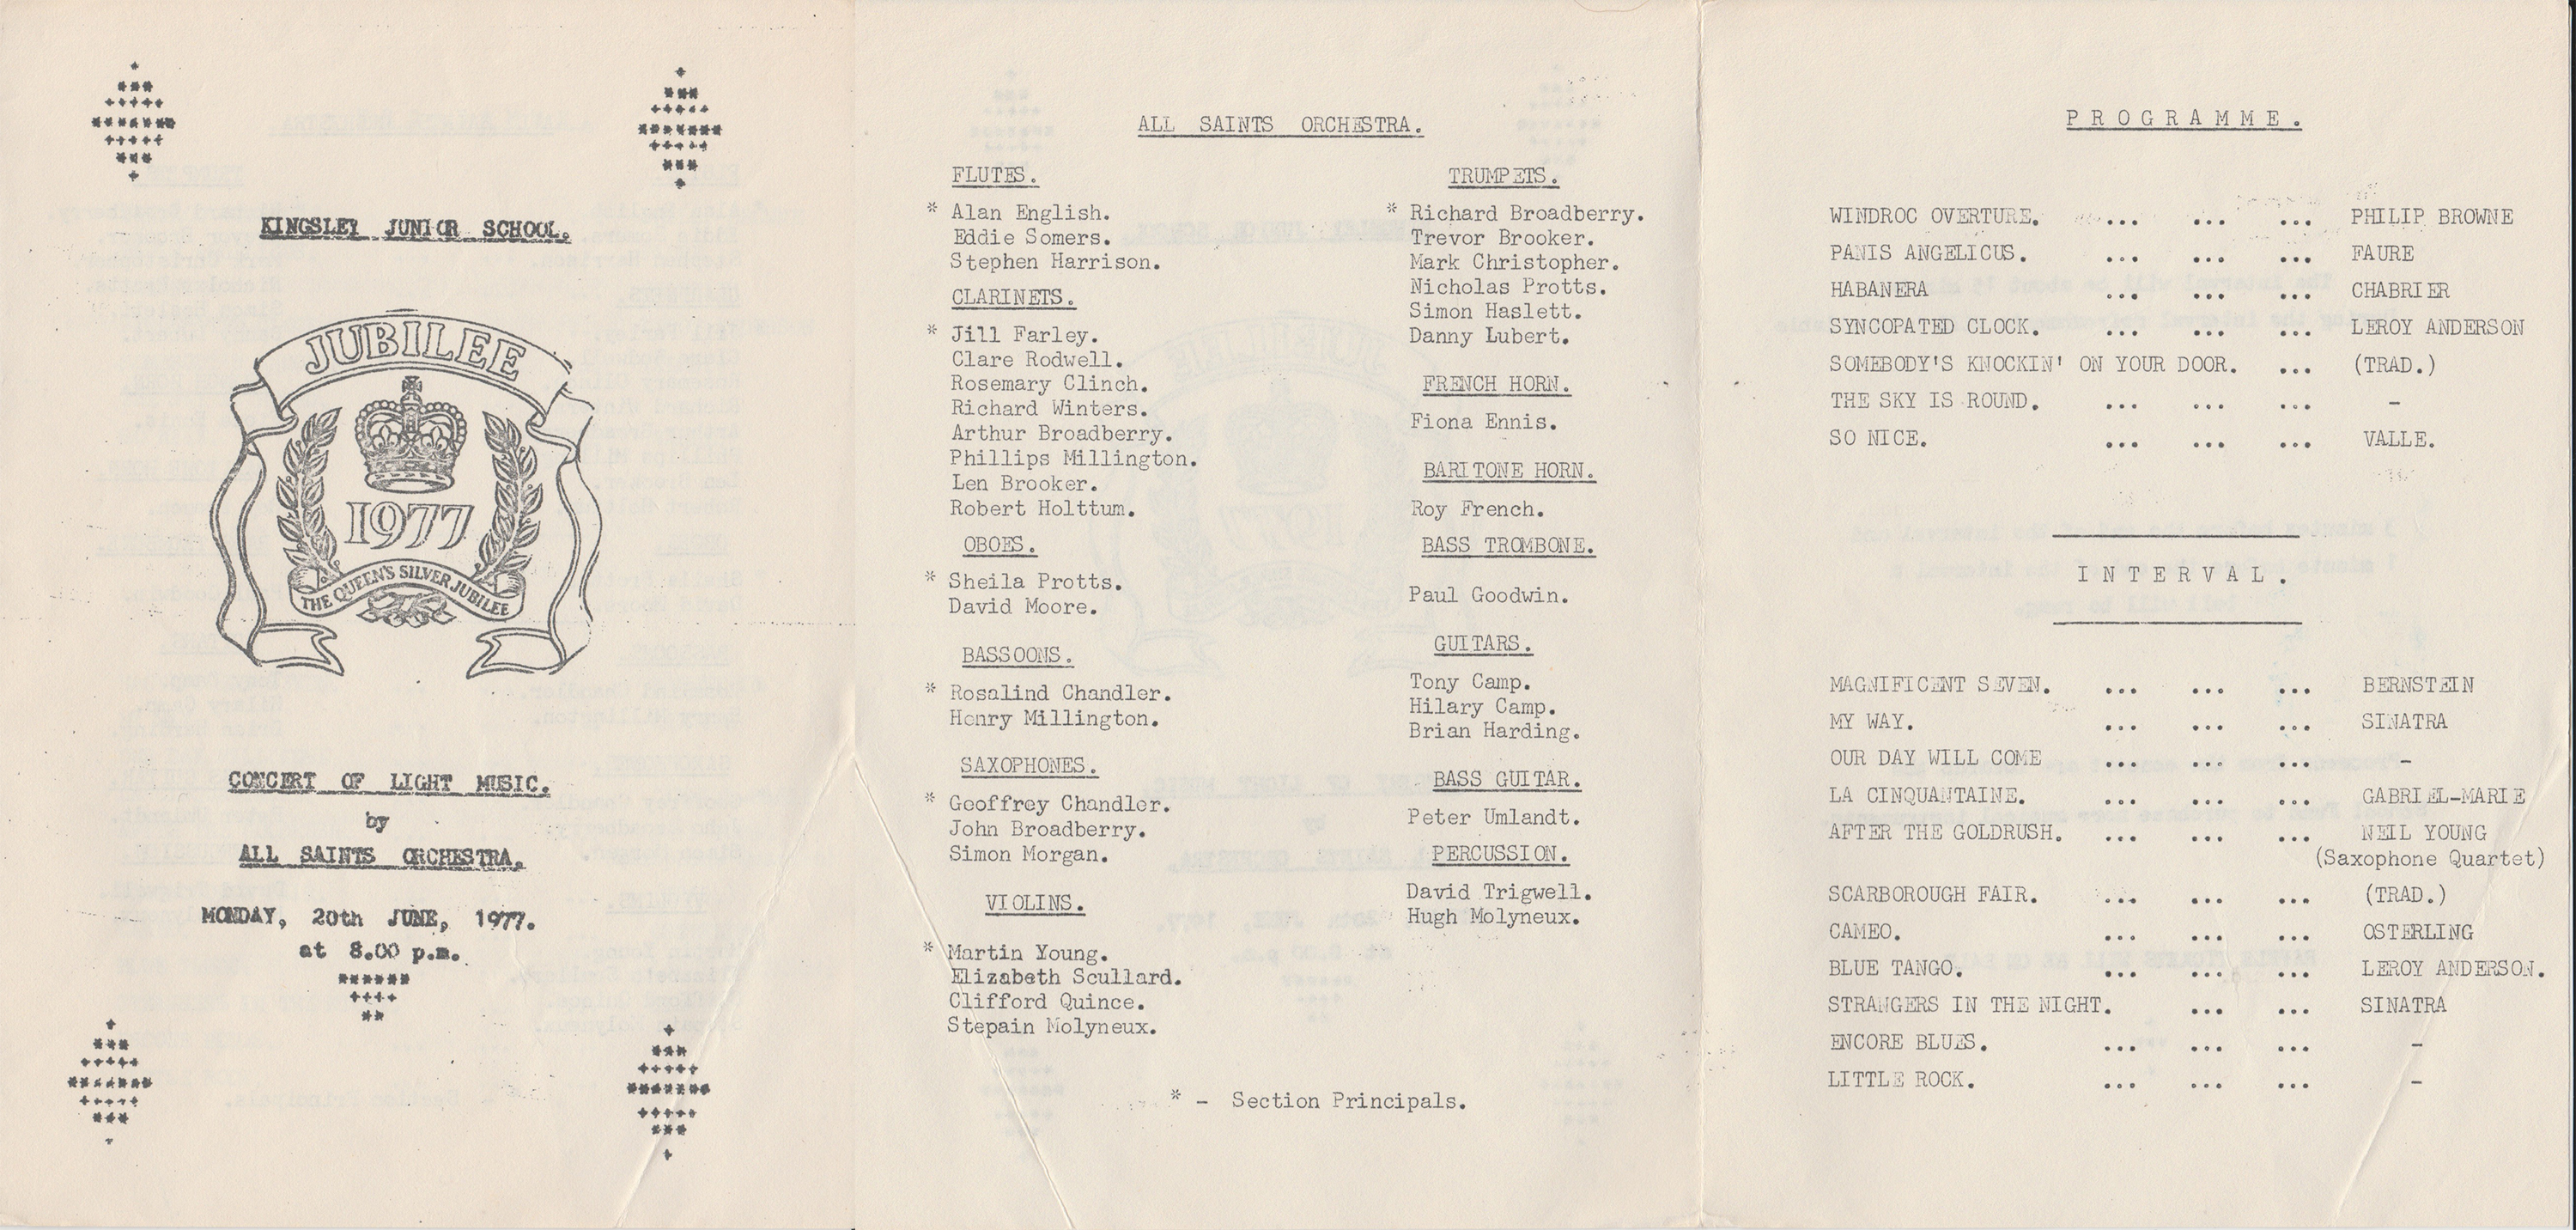 KINGSLEY JUNIOR SCHOOL.
JUBILEE
1977
THE QUEEN'S SILVER JUBILEE
CONCERT OF LIGHT MUSIC.
by
ALL SAINTS ORCHESTRA.
MONDAY, 20th JUNE, 1977.
at 8.00 p.m.
ALL SAINTS ORCHESTRA.
FLUTES.
* Alan English.
Eddie Somers.
Stephen Harrison.
CLARINETS.
* Jill Farley.
Clare Rodwell.
Rosemary Clinch.
Richard Winters.
Arthur Broadberry.
Phillips Millington.
Len Brooker.
Robert Holttum.
OBOES.
* Sheila Protts.
David Moore.
BASSOONS.
* Rosalind Chandler.
Henry Millington.
SAXOPHONES.
* Geoffrey Chandler.
John Broadberry.
Simon Morgan.
VIOLINS.
* Martin Young.
Elizabeth Scullard.
Clifford Quince.
Stepain Molyneux.
TRUMPETS.
* Richard Broadberry.
Trevor Brooker.
Mark Christopher.
Nicholas Protts.
Simon Haslett.
Danny Lubert.
FRENCH HORN.
Fiona Ennis.
BARITONE HORN.
Roy French.
BASS TROMBONE.
Paul Goodwin.
GUITARS.
Tony Camp.
Hilary Camp.
Brian Harding.
BASS GUITAR.
Peter Umlandt.
PERCUSSION.
David Trigwell.
Hugh Molyneux.
* - Section Principals.
PROGRAMME.
WINDROC OVERTURE. ... ... ... PHILIP BROWNE
PANIS ANGELICUS. ... ... ... FAURE
HABANERA ... ... ... CHABRIER
SYNCOPATED CLOCK. ... ... ... LEROY ANDERSON
SOMEBODY'S KNOCKIN' ON YOUR DOOR. ... (TRAD.)
THE SKY IS ROUND. ... ... ... -
SO NICE. ... ... ... VALLE.
INTERVAL.
MAGNIFICENT SEVEN. ... ... ... BERNSTEIN
MY WAY. ... ... ... SINATRA
OUR DAY WILL COME ... ... ... -
LA CINQUANTAINE. ... ... ... GABRIEL-MARIE
AFTER THE GOLDRUSH. ... ... ... NEIL YOUNG
(Saxophone Quartet)
SCARBOROUGH FAIR. ... ... ... (TRAD.)
CAMEO. ... ... ... OSTERLING
BLUE TANGO. ... ... ... LEROY ANDERSON.
STRANGERS IN THE NIGHT. ... ... SINATRA
ENCORE BLUES. ... ... ... -
LITTLE ROCK. ... ... ... -